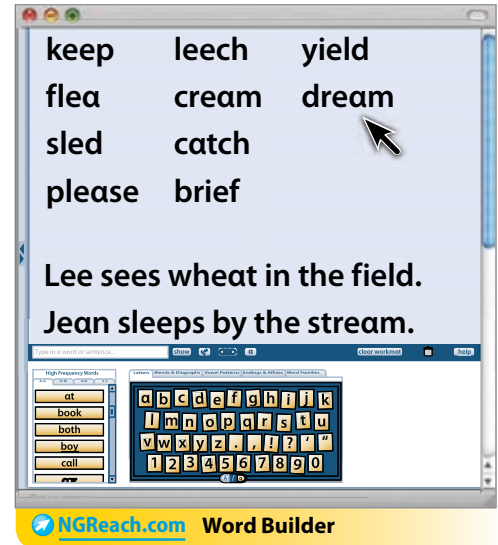 keep leech yield
flea cream dream
sled catch
please brief
Lee sees wheat in the field.
Jean sleeps by the stream.
Type in a word or sentence... show a clear workmat help
High Frequency Words
at
book
both
boy
call
Letters Blends & Digraphs Vowel Patterns Endings & Affixes Word Families
a b c d e f g h i j k
l m n o p q r s t u
v w x y z . , ! ? ' "
1 2 3 4 5 6 7 8 9 0
NGReach.com Word Builder